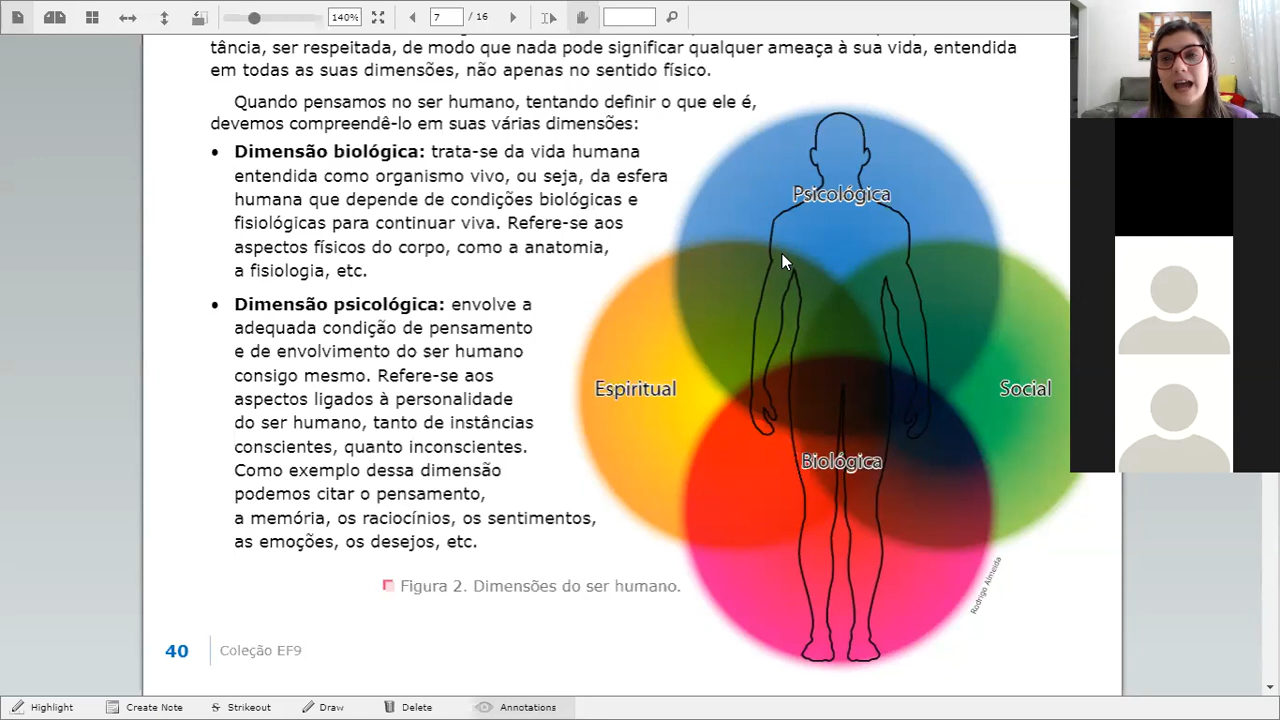 140%
7 / 16
tância, ser respeitada, de modo que nada pode significar qualquer ameaça à sua vida, entendida
em todas as suas dimensões, não apenas no sentido físico.
Quando pensamos no ser humano, tentando definir o que ele é,
devemos compreendê-lo em suas várias dimensões:
• Dimensão biológica: trata-se da vida humana
entendida como organismo vivo, ou seja, da esfera
humana que depende de condições biológicas e
fisiológicas para continuar viva. Refere-se aos
aspectos físicos do corpo, como a anatomia,
a fisiologia, etc.
• Dimensão psicológica: envolve a
adequada condição de pensamento
e de envolvimento do ser humano
consigo mesmo. Refere-se aos
aspectos ligados à personalidade
do ser humano, tanto de instâncias
conscientes, quanto inconscientes.
Como exemplo dessa dimensão
podemos citar o pensamento,
a memória, os raciocínios, os sentimentos,
as emoções, os desejos, etc.
Psicológica
Espiritual
Social
Biológica
Rodrigo Almeida
Figura 2. Dimensões do ser humano.
40 Coleção EF9
Highlight Create Note Strikeout Draw Delete Annotations